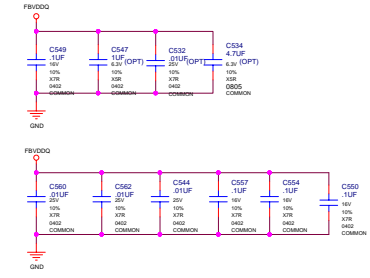 FBVDDQ
C549
.1UF
16V
10%
X7R
0402
COMMON
C547
1UF
6.3V (OPT)
10%
X5R
0402
COMMON
C532
.01UF
25V (OPT)
10%
X7R
0402
COMMON
C534
4.7UF
6.3V (OPT)
10%
X5R
0805
COMMON
GND
FBVDDQ
C560
.01UF
25V
10%
X7R
0402
COMMON
C562
.01UF
25V
10%
X7R
0402
COMMON
C544
.01UF
25V
10%
X7R
0402
COMMON
C557
.1UF
16V
10%
X7R
0402
COMMON
C554
.1UF
16V
10%
X7R
0402
COMMON
C550
.1UF
16V
10%
X7R
0402
COMMON
GND